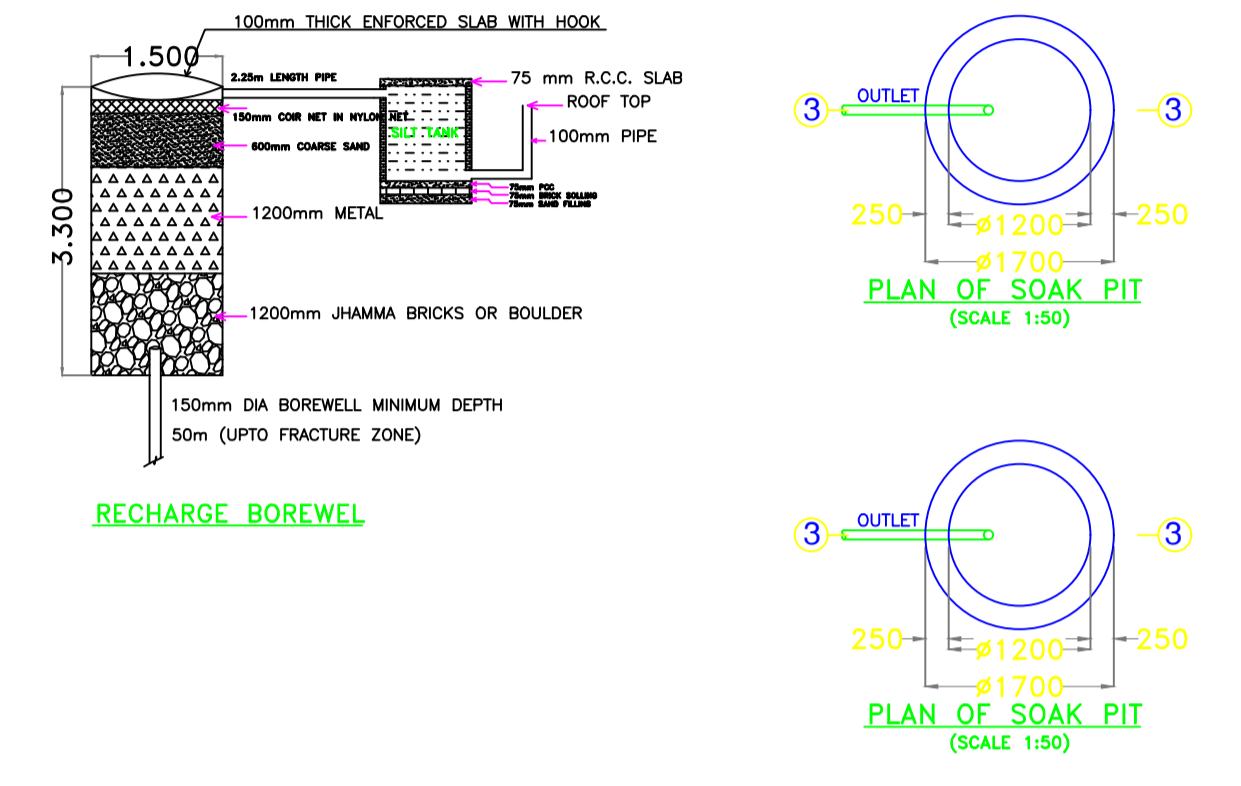 100mm THICK ENFORCED SLAB WITH HOOK
1.500
2.25m LENGTH PIPE
75 mm R.C.C. SLAB
ROOF TOP
150mm COIR NET IN NYLON NET
SILT TANK
100mm PIPE
600mm COARSE SAND
75mm PCC
75mm BRICK SOLLING
75mm SAND FILLING
1200mm METAL
3.300
1200mm JHAMMA BRICKS OR BOULDER
150mm DIA BOREWELL MINIMUM DEPTH
50m (UPTO FRACTURE ZONE)
RECHARGE BOREWEL
OUTLET
3
3
250
ø1200
250
ø1700
PLAN OF SOAK PIT
(SCALE 1:50)
OUTLET
3
3
250
ø1200
250
ø1700
PLAN OF SOAK PIT
(SCALE 1:50)